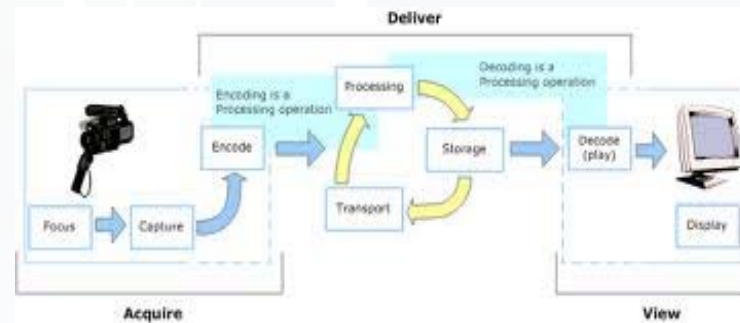 Deliver
Encoding is a
Processing operation
Processing
Decoding is a
Processing operation
Encode
Storage
Decode
(play)
Focus
Capture
Transport
Display
Acquire
View